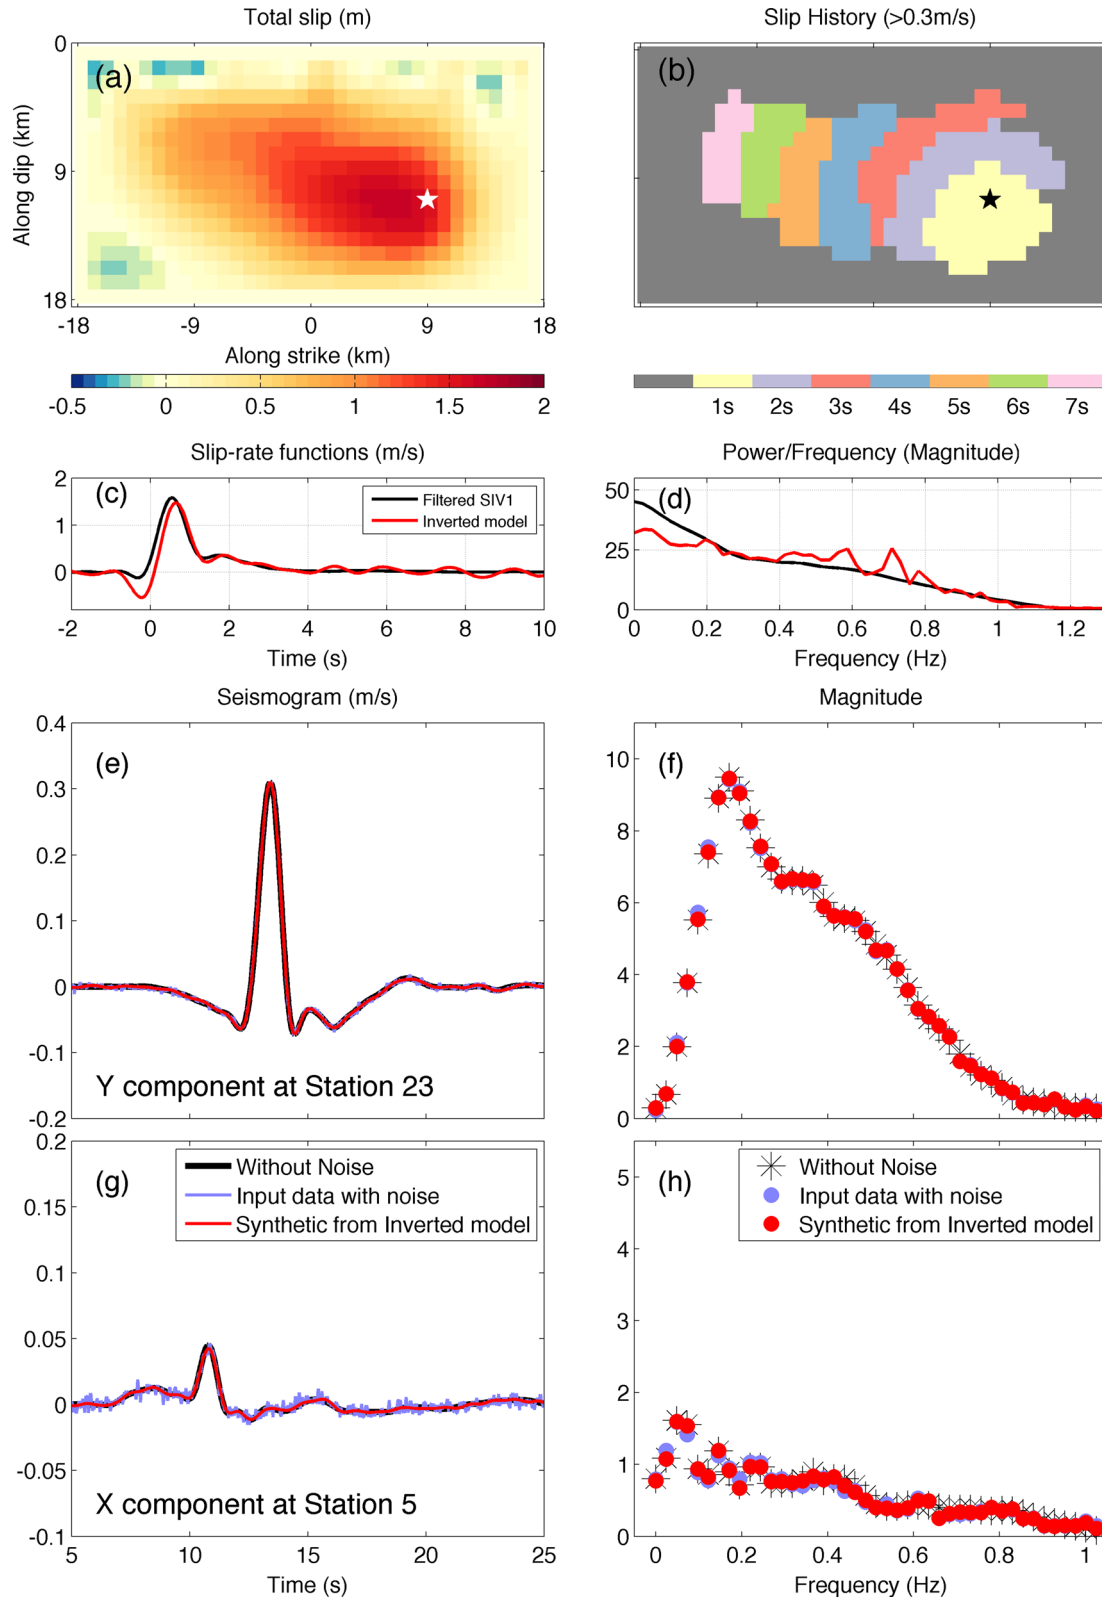 Total slip (m)
Slip History (>0.3m/s)
(a)
(b)
Along dip (km)
0
9
18
-18
-9
0
9
18
Along strike (km)
-0.5
0
0.5
1
1.5
2
1s
2s
3s
4s
5s
6s
7s
Slip-rate functions (m/s)
Power/Frequency (Magnitude)
(c)
Filtered SIV1
Inverted model
2
1
0
-2
0
2
4
6
8
10
Time (s)
(d)
50
25
0
0
0.2
0.4
0.6
0.8
1
1.2
Frequency (Hz)
Seismogram (m/s)
Magnitude
(e)
0.4
0.3
0.2
0.1
0
-0.1
-0.2
Y component at Station 23
(f)
10
8
6
4
2
0
(g)
Without Noise
Input data with noise
Synthetic from Inverted model
0.2
0.15
0.1
0.05
0
-0.05
-0.1
X component at Station 5
5
10
15
20
25
Time (s)
(h)
Without Noise
Input data with noise
Synthetic from Inverted model
5
4
3
2
1
0
0
0.2
0.4
0.6
0.8
1
Frequency (Hz)